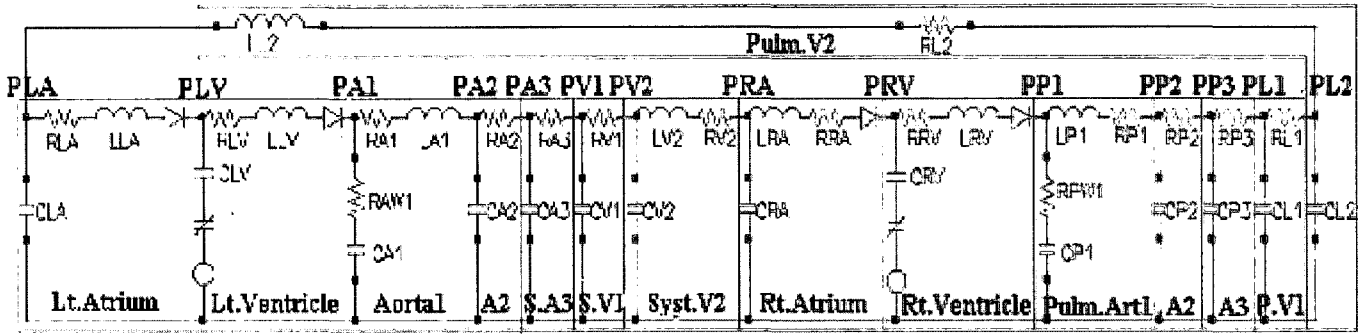 LL2
RL2
Pulm.V2
PLA PLV PA1 PA2 PA3 PV1 PV2 PRA PRV PP1 PP2 PP3 PL1 PL2
RLA LLA RLV LLV RA1 LA1 RA2 RA3 RV1 LV2 RV2 LRA RRA RRV LRV LP1 RP1 RP2 RP3 RL1
CLV CRV
RAW1 RPW1
CLA CA2 CA3 CV1 CV2 CRA CP2 CP3 CL1 CL2
CA1 CP1
Lt.Atrium Lt.Ventricle Aorta1 A2 S.A3 S.V1 Syst.V2 Rt.Atrium Rt.Ventricle Pulm.Art1 A2 A3 P.V1